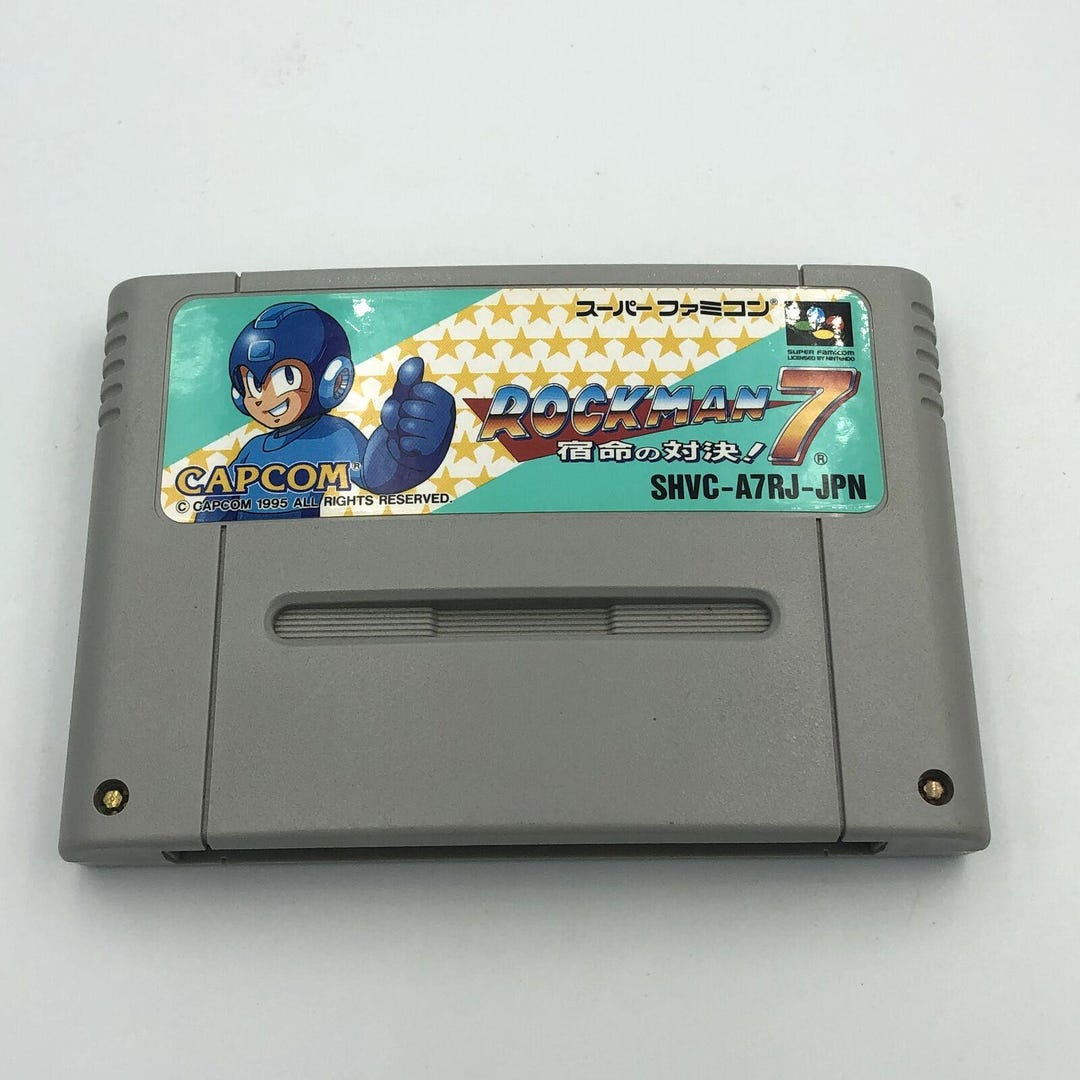 スーパーファミコン®
SUPER Famicom
LICENSED BY NINTENDO
ROCKMAN 7®
宿命の対決!
CAPCOM®
© CAPCOM 1995 ALL RIGHTS RESERVED.
SHVC-A7RJ-JPN